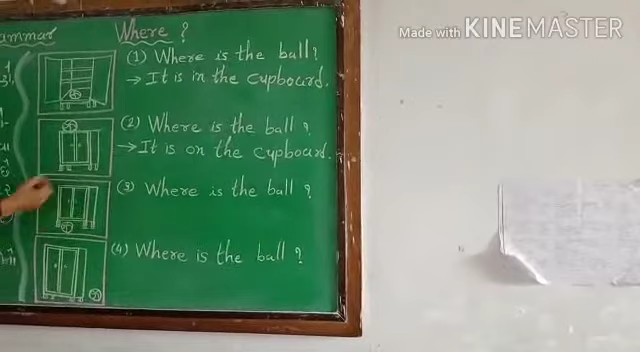 Grammar
Where ?
(1) Where is the ball ?
→ It is in the cupboard.
(2) Where is the ball ?
→ It is on the cupboard.
(3) Where is the ball ?
(4) Where is the ball ?
Made with KINEMASTER